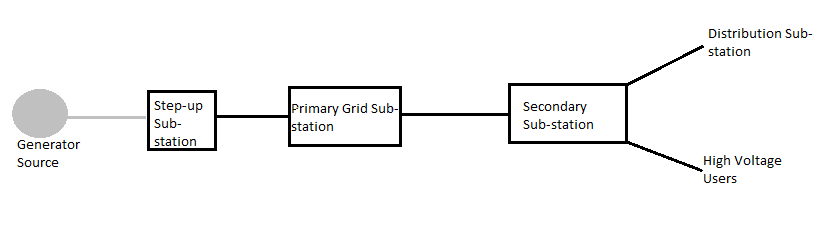 Generator
Source
Step-up
Sub-
station
Primary Grid Sub-
station
Secondary
Sub-station
Distribution Sub-
station
High Voltage
Users